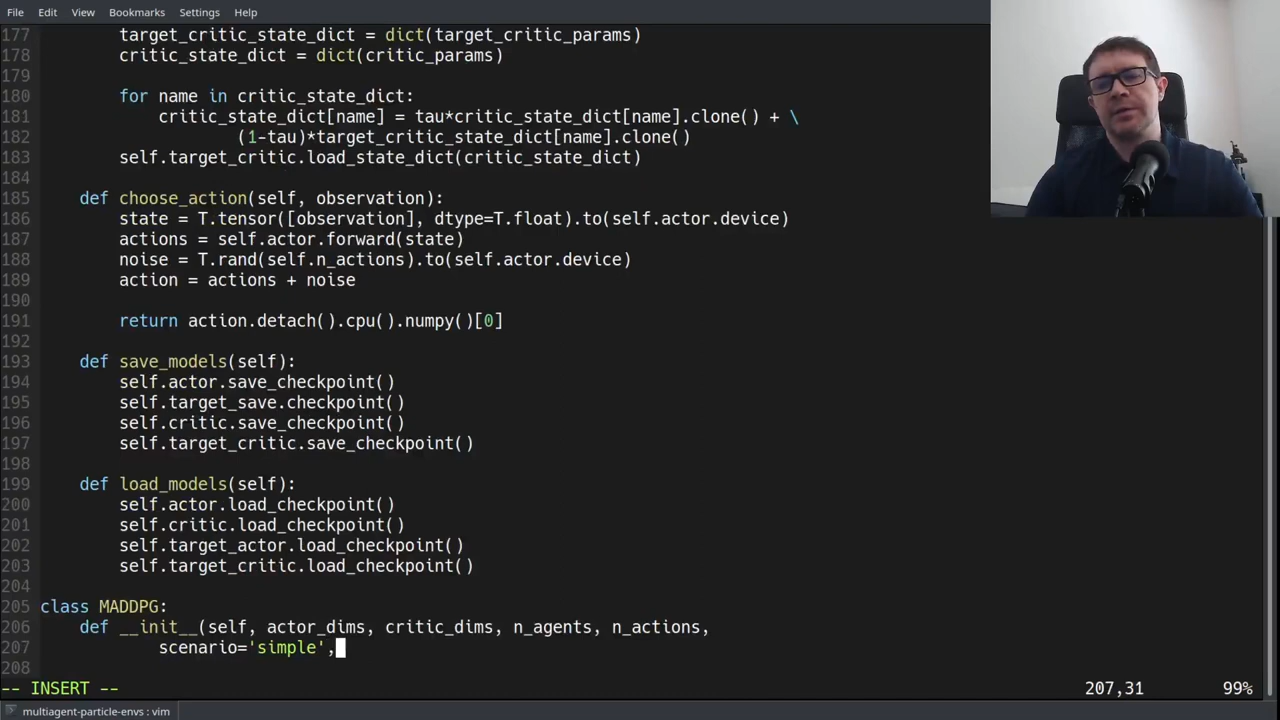 File Edit View Bookmarks Settings Help
177 target_critic_state_dict = dict(target_critic_params)
178 critic_state_dict = dict(critic_params)
179
180 for name in critic_state_dict:
181 critic_state_dict[name] = tau*critic_state_dict[name].clone() + \
182 (1-tau)*target_critic_state_dict[name].clone()
183 self.target_critic.load_state_dict(critic_state_dict)
184
185 def choose_action(self, observation):
186 state = T.tensor([observation], dtype=T.float).to(self.actor.device)
187 actions = self.actor.forward(state)
188 noise = T.rand(self.n_actions).to(self.actor.device)
189 action = actions + noise
190
191 return action.detach().cpu().numpy()[0]
192
193 def save_models(self):
194 self.actor.save_checkpoint()
195 self.target_save.checkpoint()
196 self.critic.save_checkpoint()
197 self.target_critic.save_checkpoint()
198
199 def load_models(self):
200 self.actor.load_checkpoint()
201 self.critic.load_checkpoint()
202 self.target_actor.load_checkpoint()
203 self.target_critic.load_checkpoint()
204
205 class MADDPG:
206 def __init__(self, actor_dims, critic_dims, n_agents, n_actions,
207 scenario='simple',
208
-- INSERT -- 207,31 99%
multiagent-particle-envs : vim